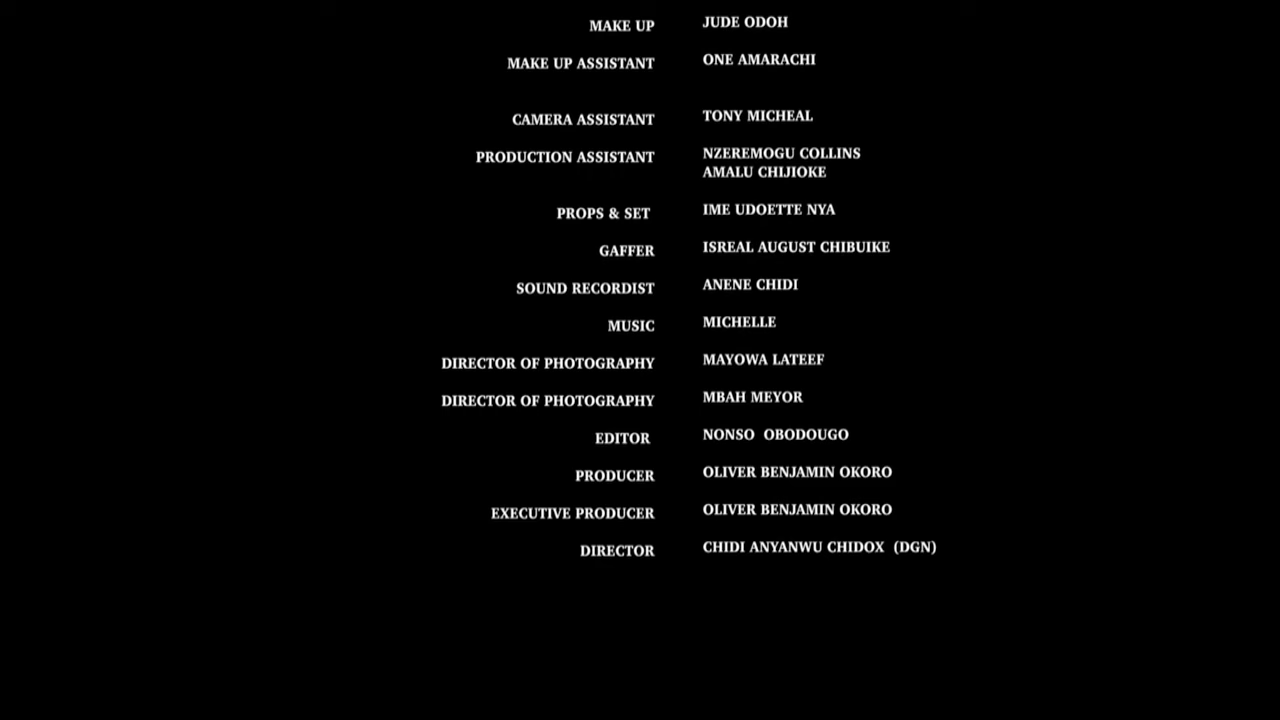 MAKE UP JUDE ODOH
MAKE UP ASSISTANT ONE AMARACHI
CAMERA ASSISTANT TONY MICHEAL
PRODUCTION ASSISTANT NZEREMOGU COLLINS
AMALU CHIJIOKE
PROPS & SET IME UDOETTE NYA
GAFFER ISREAL AUGUST CHIBUIKE
SOUND RECORDIST ANENE CHIDI
MUSIC MICHELLE
DIRECTOR OF PHOTOGRAPHY MAYOWA LATEEF
DIRECTOR OF PHOTOGRAPHY MBAH MEYOR
EDITOR NONSO OBODOUGO
PRODUCER OLIVER BENJAMIN OKORO
EXECUTIVE PRODUCER OLIVER BENJAMIN OKORO
DIRECTOR CHIDI ANYANWU CHIDOX (DGN)